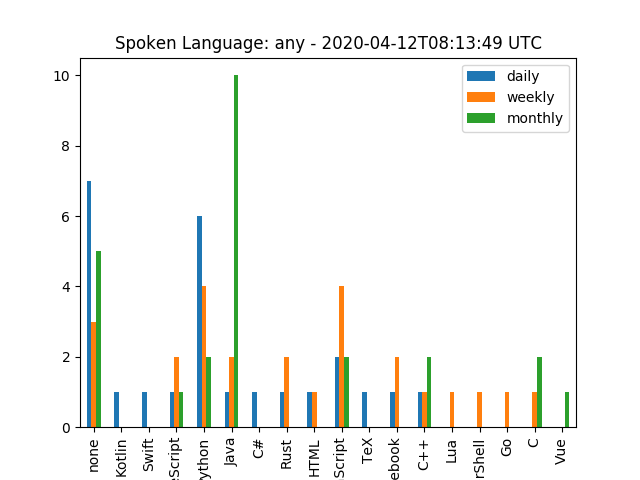 Spoken Language: any - 2020-04-12T08:13:49 UTC
daily
weekly
monthly
10
8
6
4
2
0
none
Kotlin
Swift
eScript
ython
Java
C#
Rust
HTML
aScript
TeX
ebook
C++
Lua
rShell
Go
C
Vue